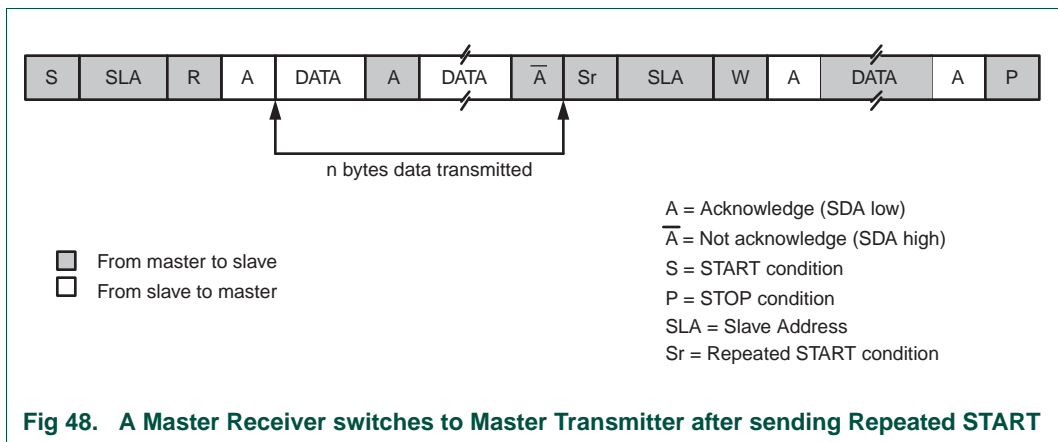 S SLA R A DATA A DATA A̅ Sr SLA W A DATA A P
n bytes data transmitted
From master to slave
From slave to master
A = Acknowledge (SDA low)
A̅ = Not acknowledge (SDA high)
S = START condition
P = STOP condition
SLA = Slave Address
Sr = Repeated START condition
Fig 48. A Master Receiver switches to Master Transmitter after sending Repeated START